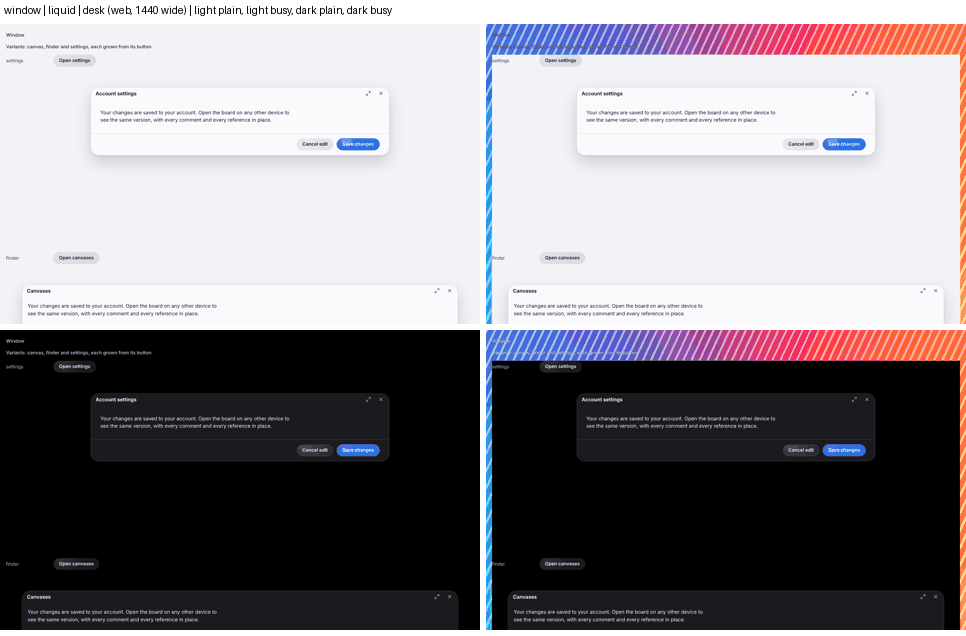 window | liquid | desk (web, 1440 wide) | light plain, light busy, dark plain, dark busy
Window
Variants: canvas, finder and settings, each grown from its button
settings
Open settings
Account settings
Your changes are saved to your account. Open the board on any other device to
see the same version, with every comment and every reference in place.
Cancel edit
Save changes
finder
Open canvases
Canvases
Your changes are saved to your account. Open the board on any other device to
see the same version, with every comment and every reference in place.
Window
settings
Open settings
Account settings
Your changes are saved to your account. Open the board on any other device to
see the same version, with every comment and every reference in place.
Cancel edit
Save changes
finder
Open canvases
Canvases
Your changes are saved to your account. Open the board on any other device to
see the same version, with every comment and every reference in place.
Window
Variants: canvas, finder and settings, each grown from its button
settings
Open settings
Account settings
Your changes are saved to your account. Open the board on any other device to
see the same version, with every comment and every reference in place.
Cancel edit
Save changes
finder
Open canvases
Canvases
Your changes are saved to your account. Open the board on any other device to
see the same version, with every comment and every reference in place.
Window
settings
Open settings
Account settings
Your changes are saved to your account. Open the board on any other device to
see the same version, with every comment and every reference in place.
Cancel edit
Save changes
finder
Open canvases
Canvases
Your changes are saved to your account. Open the board on any other device to
see the same version, with every comment and every reference in place.